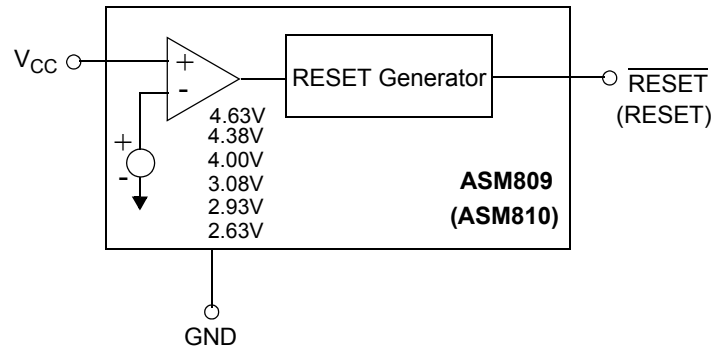 VCC
+
-
RESET Generator
RESET
(RESET)
+
-
4.63V
4.38V
4.00V
3.08V
2.93V
2.63V
ASM809
(ASM810)
GND